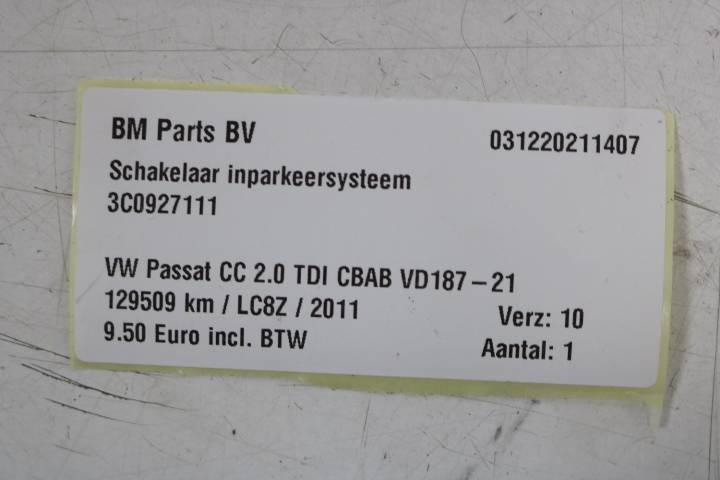 BM Parts BV 031220211407
Schakelaar inparkeersysteem
3C0927111
VW Passat CC 2.0 TDI CBAB VD187-21
129509 km / LC8Z / 2011 Verz: 10
9.50 Euro incl. BTW Aantal: 1